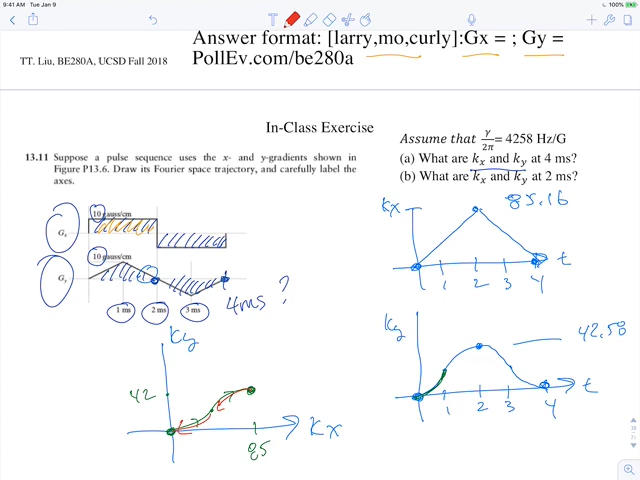 9:41 AM Tue Jan 9
100%
T
Answer format: [larry,mo,curly]:Gx = ; Gy =
TT. Liu, BE280A, UCSD Fall 2018
PollEv.com/be280a
In-Class Exercise
Assume that γ/2π = 4258 Hz/G
13.11 Suppose a pulse sequence uses the x- and y-gradients shown in
Figure P13.6. Draw its Fourier space trajectory, and carefully label the
axes.
(a) What are kx and ky at 4 ms?
(b) What are kx and ky at 2 ms?
10 gauss/cm
Gx
10 gauss/cm
Gy
1 ms 2 ms 3 ms
4ms ?
kx
85.16
1 2 3 4 t
ky
42.58
1 2 3 4 t
Ky
42
85
Kx